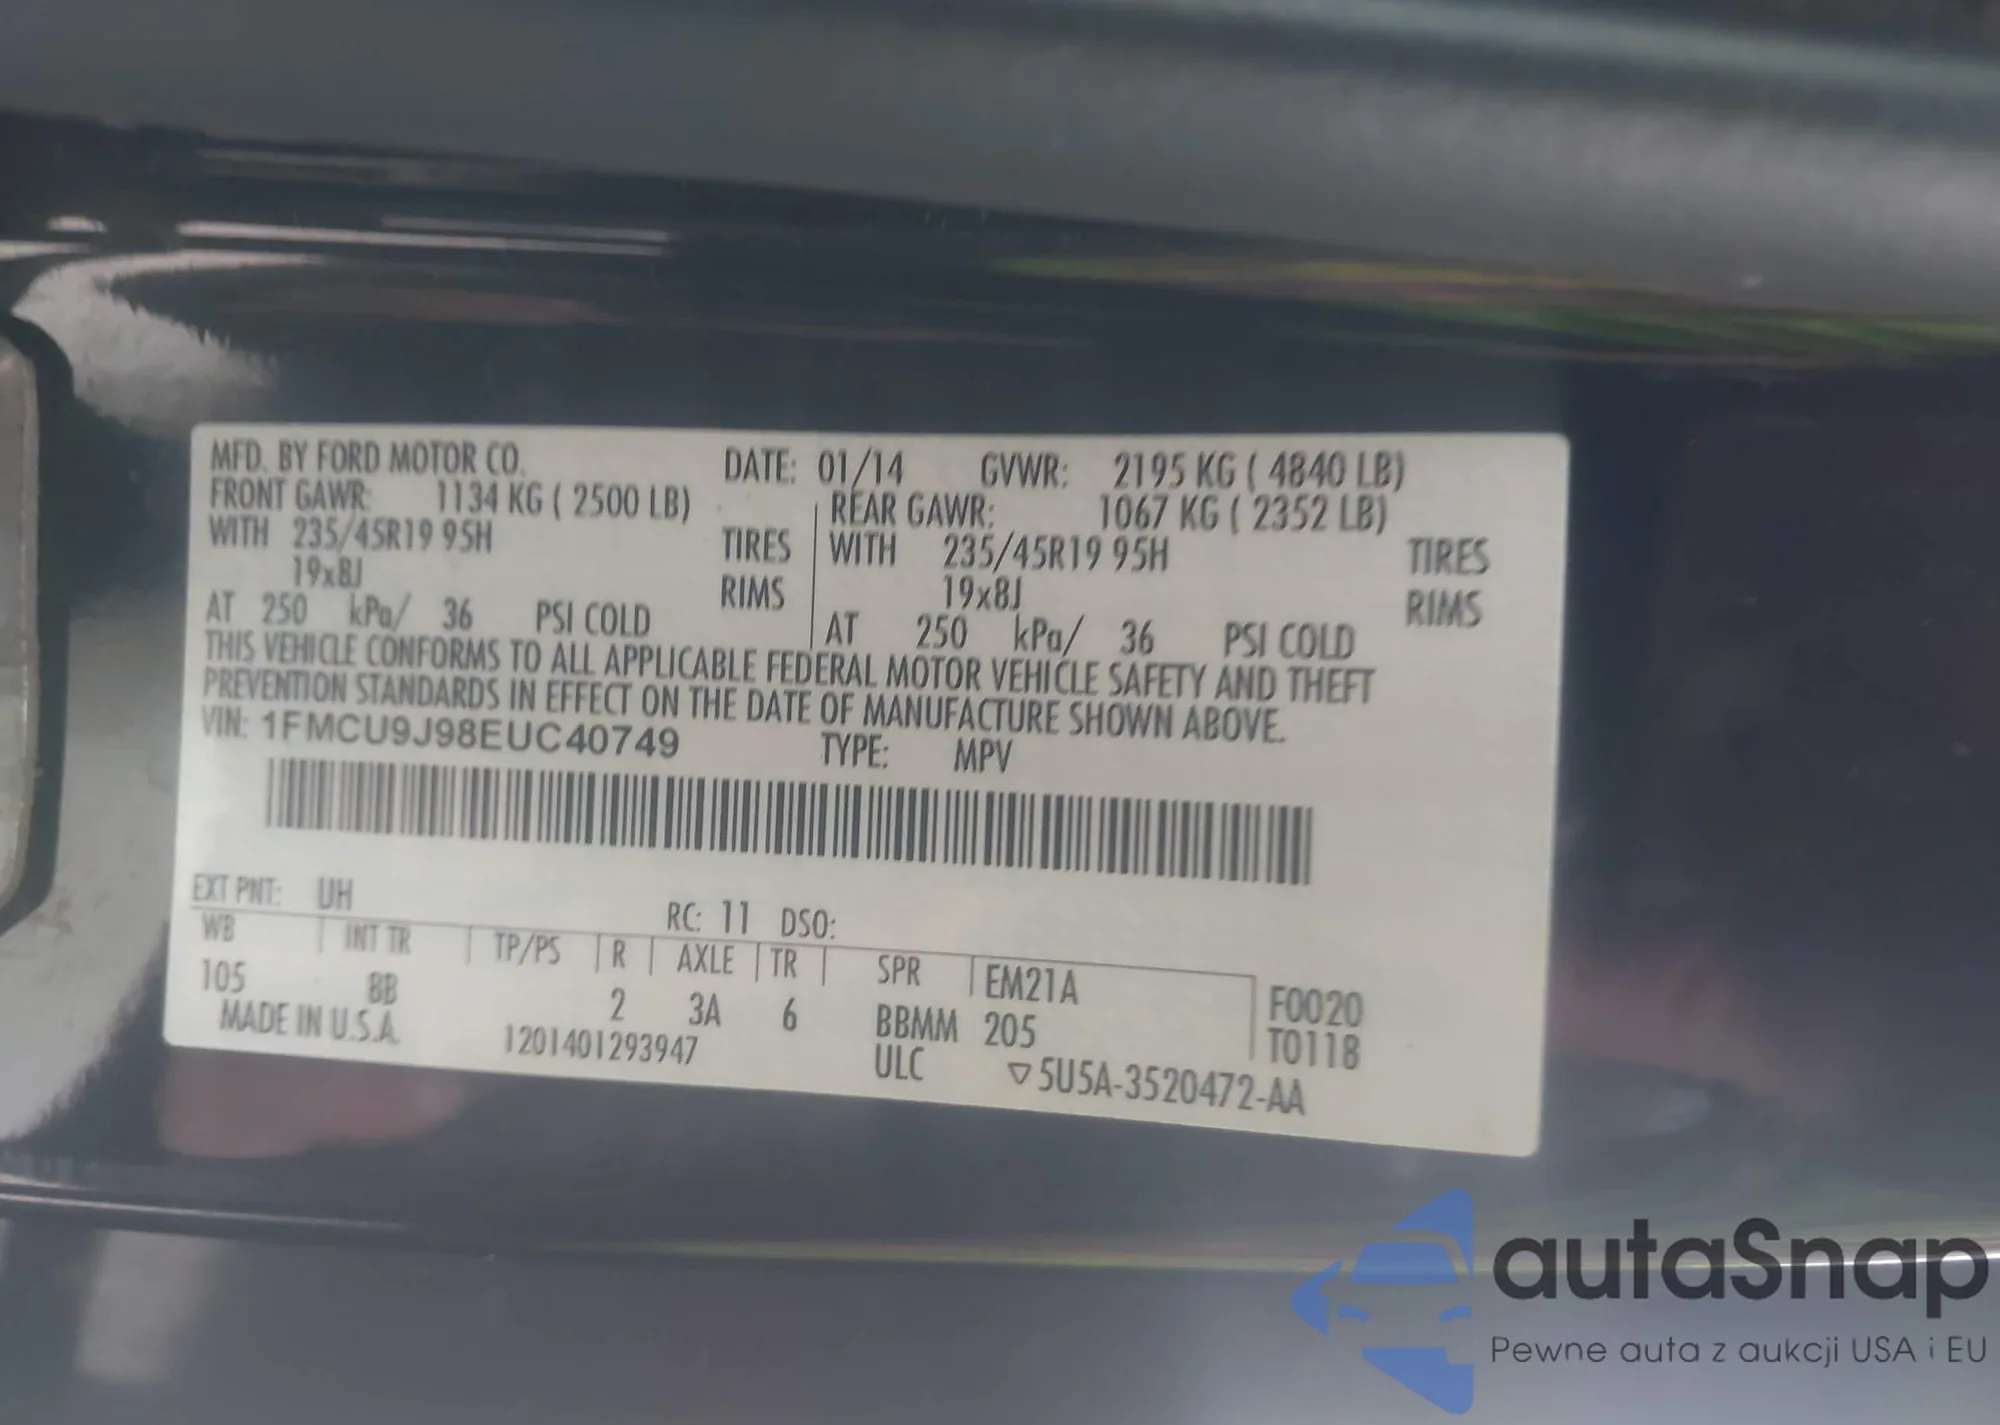 MFD. BY FORD MOTOR CO. DATE: 01/14 GVWR: 2195 KG ( 4840 LB)
FRONT GAWR: 1134 KG ( 2500 LB) REAR GAWR: 1067 KG ( 2352 LB)
WITH 235/45R19 95H TIRES WITH 235/45R19 95H TIRES
19x8J RIMS 19x8J RIMS
AT 250 kPa/ 36 PSI COLD AT 250 kPa/ 36 PSI COLD
THIS VEHICLE CONFORMS TO ALL APPLICABLE FEDERAL MOTOR VEHICLE SAFETY AND THEFT
PREVENTION STANDARDS IN EFFECT ON THE DATE OF MANUFACTURE SHOWN ABOVE.
VIN: 1FMCU9J98EUC40749 TYPE: MPV
EXT PNT: UH RC: 11 DSO:
WB INT TR TP/PS R AXLE TR SPR EM21A F0020
105 8B 2 3A 6 BBMM 205 T0118
MADE IN U.S.A. 1201401293947 ULC ▽5U5A-3520472-AA
autaSnap
Pewne auta z aukcji USA i EU